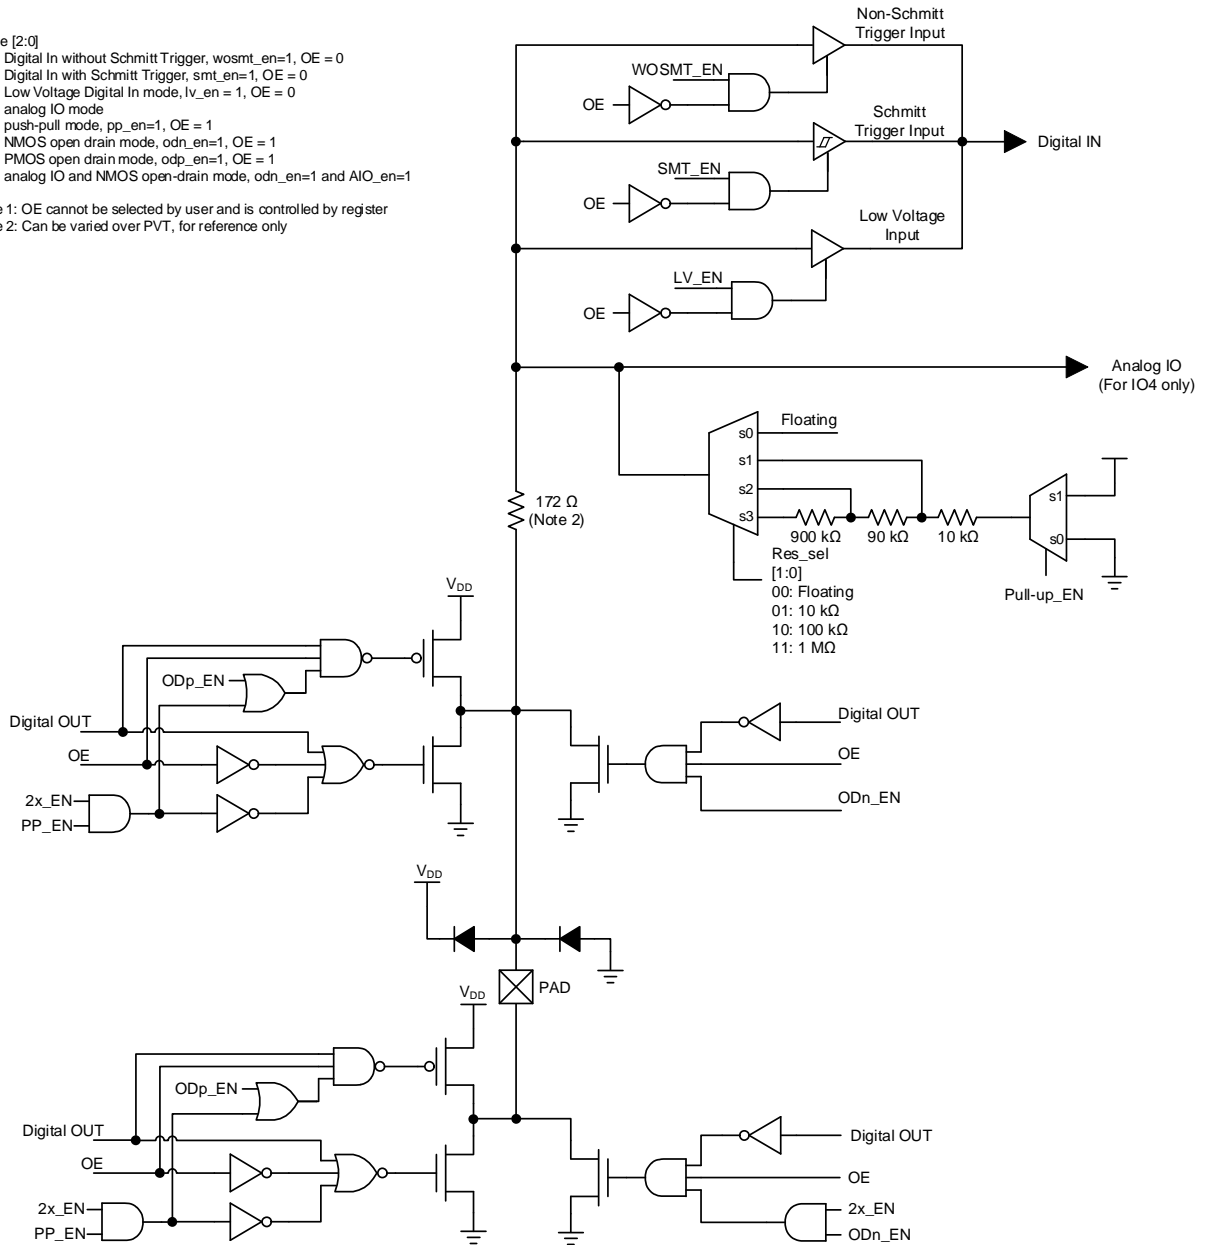 e [2:0]
Digital In without Schmitt Trigger, wosmt_en=1, OE = 0
Digital In with Schmitt Trigger, smt_en=1, OE = 0
Low Voltage Digital In mode, lv_en = 1, OE = 0
analog IO mode
push-pull mode, pp_en=1, OE = 1
NMOS open drain mode, odn_en=1, OE = 1
PMOS open drain mode, odp_en=1, OE = 1
analog IO and NMOS open-drain mode, odn_en=1 and AIO_en=1
e 1: OE cannot be selected by user and is controlled by register
e 2: Can be varied over PVT, for reference only
Non-Schmitt
Trigger Input
WOSMT_EN
OE
Schmitt
Trigger Input
Digital IN
SMT_EN
OE
Low Voltage
Input
LV_EN
OE
Analog IO
(For IO4 only)
Floating
s0
s1
s2
s3
s1
s0
172 Ω
(Note 2)
900 kΩ
90 kΩ
10 kΩ
Res_sel
[1:0]
00: Floating
01: 10 kΩ
10: 100 kΩ
11: 1 MΩ
Pull-up_EN
VDD
ODp_EN
Digital OUT
OE
2x_EN
PP_EN
Digital OUT
OE
ODn_EN
VDD
PAD
VDD
ODp_EN
Digital OUT
OE
2x_EN
PP_EN
Digital OUT
OE
2x_EN
ODn_EN